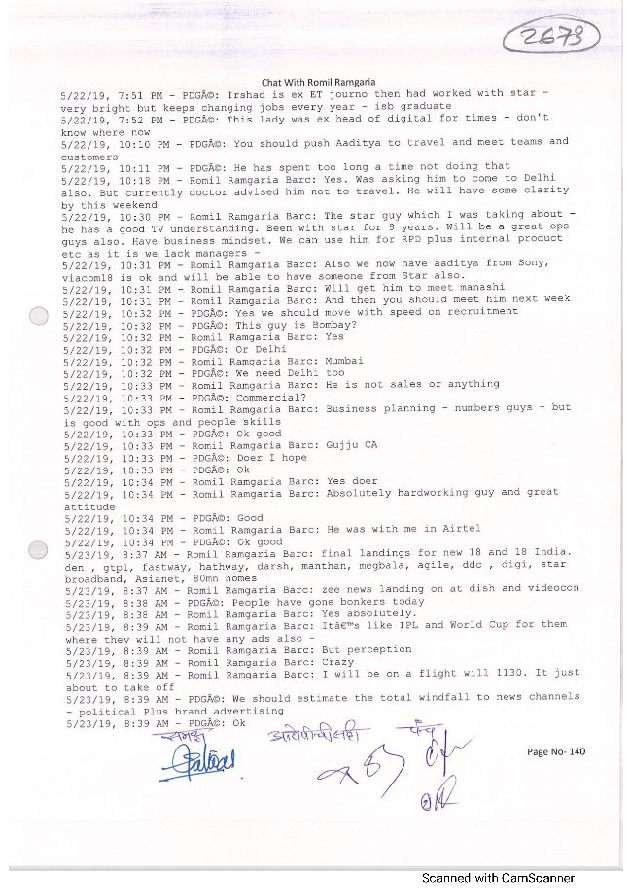 2679
Chat With Romil Ramgaria
5/22/19, 7:51 PM - PDGÃ©: Irshac is ex ET journo then had worked with star -
very bright but keeps changing jobs every year - isb graduate
5/22/19, 7:52 PM - PDGÃ©: This lady was ex head of digital for times - don't
know where now
5/22/19, 10:10 PM - PDGÃ©: You should push Aaditya to travel and meet teams and
customers
5/22/19, 10:11 PM - PDGÃ©: He has spent too long a time not doing that
5/22/19, 10:18 PM - Romil Ramgaria Barc: Yes. Was asking him to come to Delhi
also. But currently doctor advised him not to travel. He will have some clarity
by this weekend
5/22/19, 10:30 PM - Romil Ramgaria Barc: The star guy which I was taking about -
he has a good TV understanding. Been with star for 9 years. Will be a great ops
guys also. Have business mindset. We can use him for RPD plus internal product
etc as it is we lack managers -
5/22/19, 10:31 PM - Romil Ramgaria Barc: Also we now have aaditya from Sony,
viacom18 is ok and will be able to have someone from Star also.
5/22/19, 10:31 PM - Romil Ramgaria Barc: Will get him to meet manashi
5/22/19, 10:31 PM - Romil Ramgaria Barc: And then you should meet him next week
5/22/19, 10:32 PM - PDGÃ©: Yes we should move with speed on recruitment
5/22/19, 10:32 PM - PDGÃ©: This guy is Bombay?
5/22/19, 10:32 PM - Romil Ramgaria Barc: Yes
5/22/19, 10:32 PM - PDGÃ©: Or Delhi
5/22/19, 10:32 PM - Romil Ramgaria Barc: Mumbai
5/22/19, 10:32 PM - PDGÃ©: We need Delhi too
5/22/19, 10:33 PM - Romil Ramgaria Barc: He is not sales or anything
5/22/19, 10:33 PM - PDGÃ©: Commercial?
5/22/19, 10:33 PM - Romil Ramgaria Barc: Business planning - numbers guys - but
is good with ops and people skills
5/22/19, 10:33 PM - PDGÃ©: Ok good
5/22/19, 10:33 PM - Romil Ramgaria Barc: Gujju CA
5/22/19, 10:33 PM - PDGÃ©: Doer I hope
5/22/19, 10:33 PM - PDGÃ©: Ok
5/22/19, 10:34 PM - Romil Ramgaria Barc: Yes doer
5/22/19, 10:34 PM - Romil Ramgaria Barc: Absolutely hardworking guy and great
attitude
5/22/19, 10:34 PM - PDGÃ©: Good
5/22/19, 10:34 PM - Romil Ramgaria Barc: He was with me in Airtel
5/22/19, 10:34 PM - PDGÃ©: Ok good
5/23/19, 8:37 AM - Romil Ramgaria Barc: final landings for new 18 and 18 India.
den , gtpl, fastway, hathway, darsh, manthan, megbala, agile, ddc , digi, star
broadband, Asianet, 80mn homes
5/23/19, 8:37 AM - Romil Ramgaria Barc: zee news landing on at dish and videocon
5/23/19, 8:38 AM - PDGÃ©: People have gone bonkers today
5/23/19, 8:38 AM - Romil Ramgaria Barc: Yes absolutely.
5/23/19, 8:39 AM - Romil Ramgaria Barc: Itâ€™s like IPL and World Cup for them
where they will not have any ads also -
5/23/19, 8:39 AM - Romil Ramgaria Barc: But perception
5/23/19, 8:39 AM - Romil Ramgaria Barc: Crazy
5/23/19, 8:39 AM - Romil Ramgaria Barc: I will be on a flight will 1130. It just
about to take off
5/23/19, 8:39 AM - PDGÃ©: We should estimate the total windfall to news channels
- political Plus brand advertising
5/23/19, 8:39 AM - PDGÃ©: Ok
समक्ष आरोपीची सही पंच
Page No- 140
Scanned with CamScanner